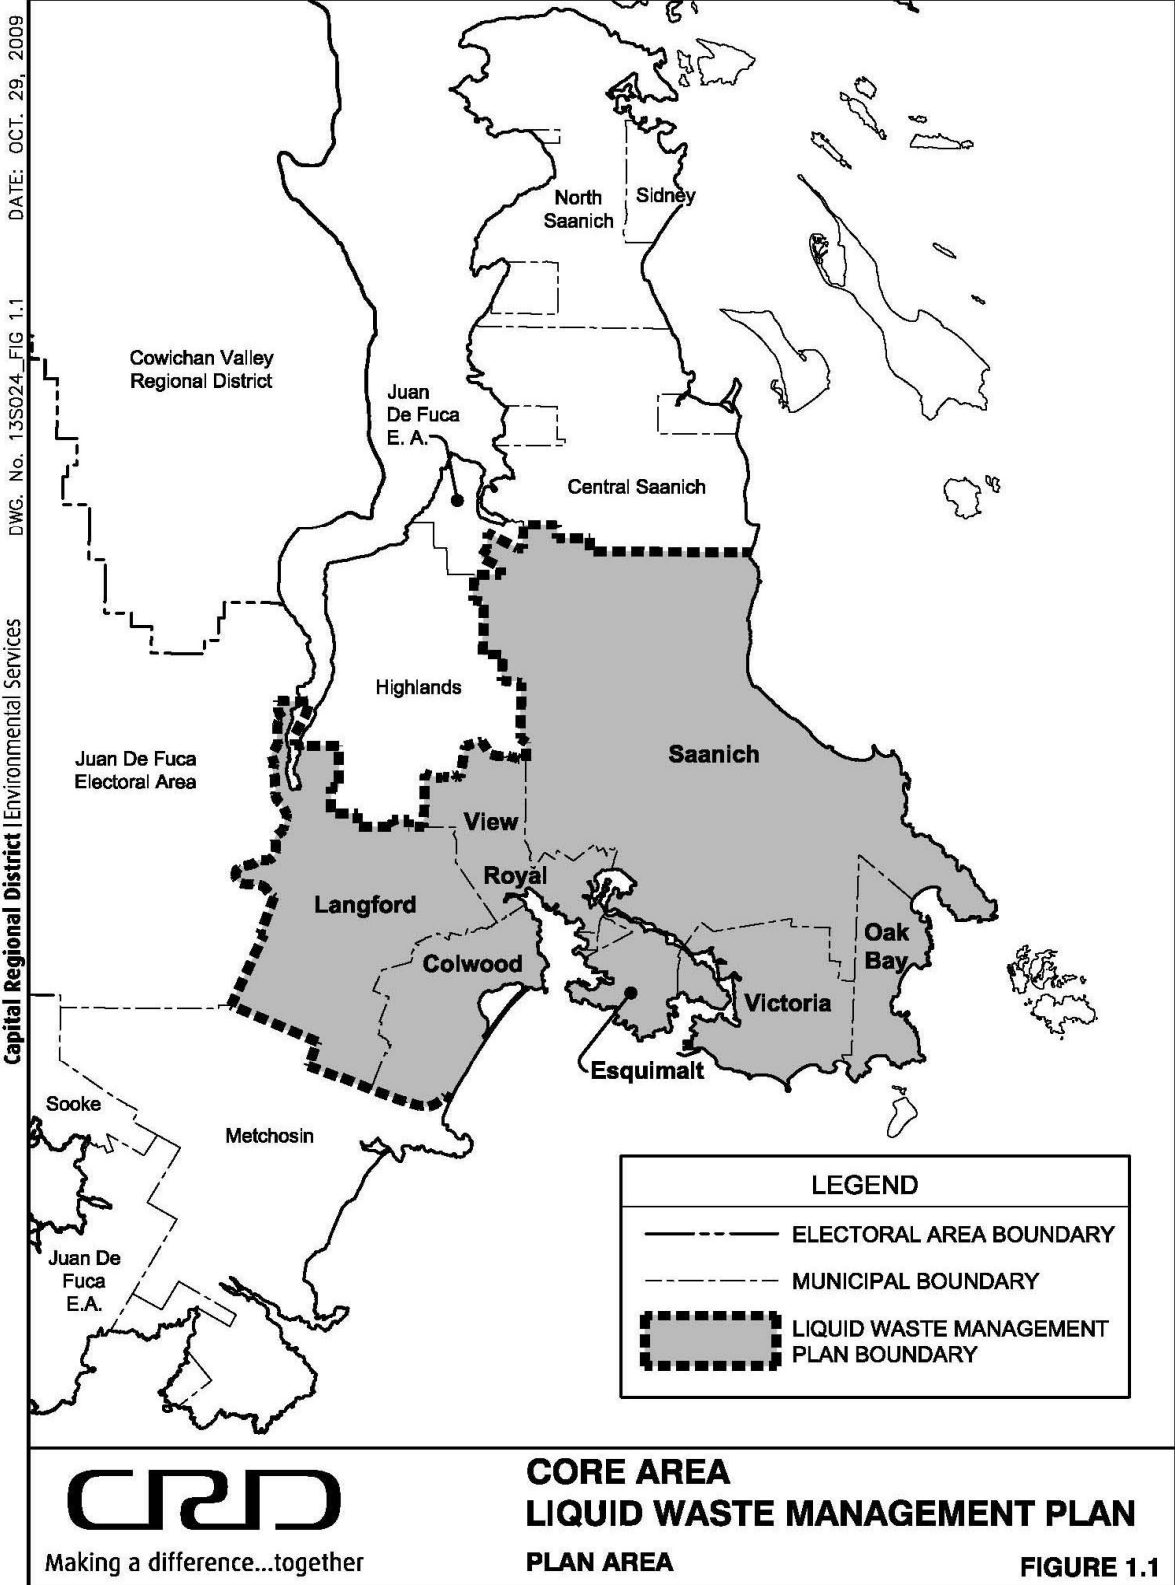 DWG. No. 13S024_FIG 1.1 DATE: OCT. 29, 2009
Capital Regional District | Environmental Services
North
Saanich
Sidney
Cowichan Valley
Regional District
Juan
De Fuca
E. A.
Central Saanich
Highlands
Juan De Fuca
Electoral Area
Saanich
View
Royal
Langford
Oak
Bay
Colwood
Victoria
Esquimalt
Sooke
Metchosin
Juan De
Fuca
E.A.
LEGEND
ELECTORAL AREA BOUNDARY
MUNICIPAL BOUNDARY
LIQUID WASTE MANAGEMENT
PLAN BOUNDARY
CRD
Making a difference...together
CORE AREA
LIQUID WASTE MANAGEMENT PLAN
PLAN AREA
FIGURE 1.1